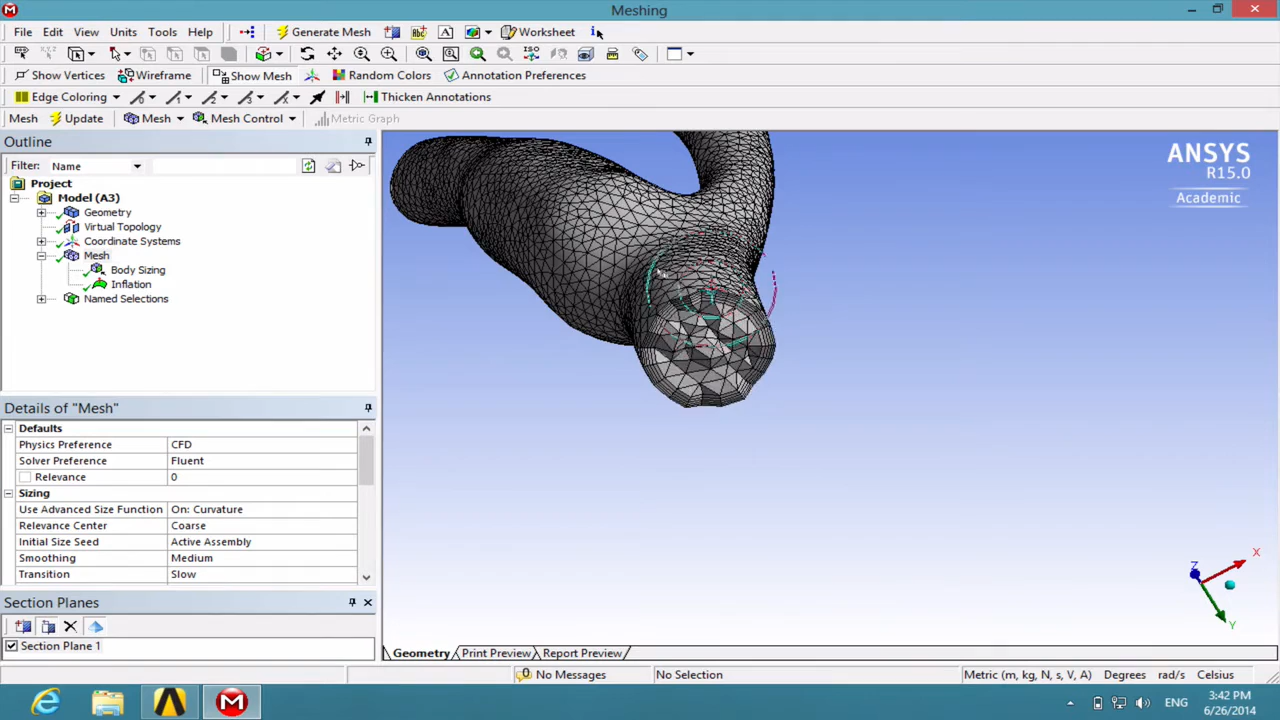 Meshing
File Edit View Units Tools Help Generate Mesh Abc A Worksheet i
ISO
Show Vertices Wireframe Show Mesh Random Colors Annotation Preferences
Edge Coloring Thicken Annotations
Mesh Update Mesh Mesh Control Metric Graph
Outline
Filter: Name
Project
Model (A3)
Geometry
Virtual Topology
Coordinate Systems
Mesh
Body Sizing
Inflation
Named Selections
Details of "Mesh"
Defaults
Physics Preference CFD
Solver Preference Fluent
Relevance 0
Sizing
Use Advanced Size Function On: Curvature
Relevance Center Coarse
Initial Size Seed Active Assembly
Smoothing Medium
Transition Slow
Section Planes
Section Plane 1
ANSYS
R15.0
Academic
X
Z
Y
Geometry Print Preview Report Preview
0 No Messages No Selection Metric (m, kg, N, s, V, A) Degrees rad/s Celsius
ENG
3:42 PM
6/26/2014